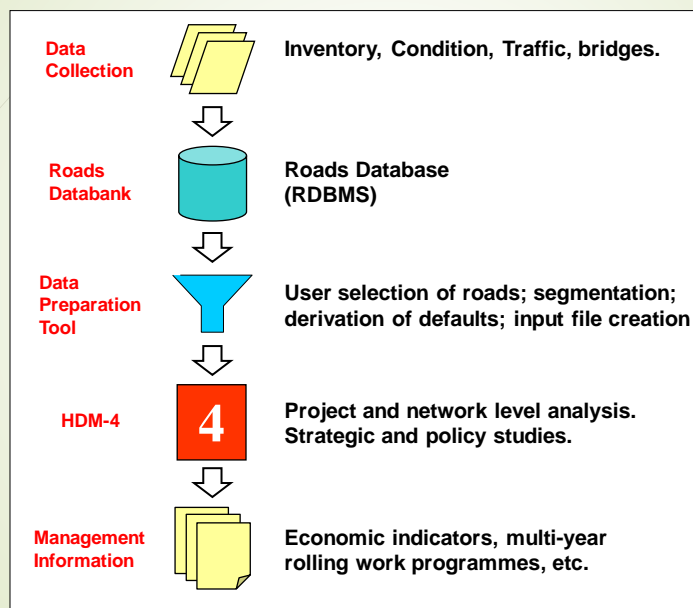 Data
Collection
Inventory, Condition, Traffic, bridges.
Roads
Databank
Roads Database
(RDBMS)
Data
Preparation
Tool
User selection of roads; segmentation;
derivation of defaults; input file creation
HDM-4
4
Project and network level analysis.
Strategic and policy studies.
Management
Information
Economic indicators, multi-year
rolling work programmes, etc.